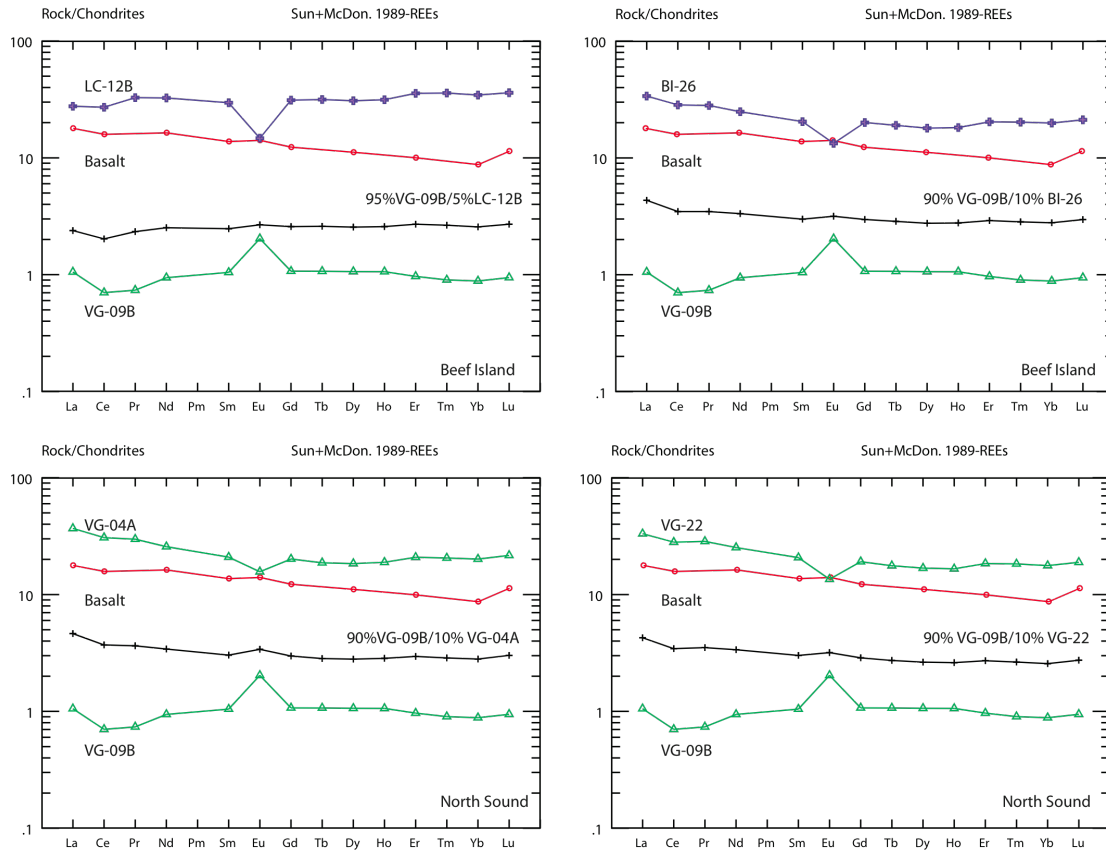 Rock/Chondrites Sun+McDon. 1989-REEs
100
LC-12B
Basalt
10
95%VG-09B/5%LC-12B
1
VG-09B
Beef Island
.1
La Ce Pr Nd Pm Sm Eu Gd Tb Dy Ho Er Tm Yb Lu
Rock/Chondrites Sun+McDon. 1989-REEs
100
BI-26
Basalt
10
90% VG-09B/10% BI-26
1
VG-09B
Beef Island
.1
La Ce Pr Nd Pm Sm Eu Gd Tb Dy Ho Er Tm Yb Lu
Rock/Chondrites Sun+McDon. 1989-REEs
100
VG-04A
10
Basalt
90%VG-09B/10% VG-04A
1
VG-09B
North Sound
.1
La Ce Pr Nd Pm Sm Eu Gd Tb Dy Ho Er Tm Yb Lu
Rock/Chondrites Sun+McDon. 1989-REEs
100
VG-22
10
Basalt
90% VG-09B/10% VG-22
1
VG-09B
North Sound
.1
La Ce Pr Nd Pm Sm Eu Gd Tb Dy Ho Er Tm Yb Lu